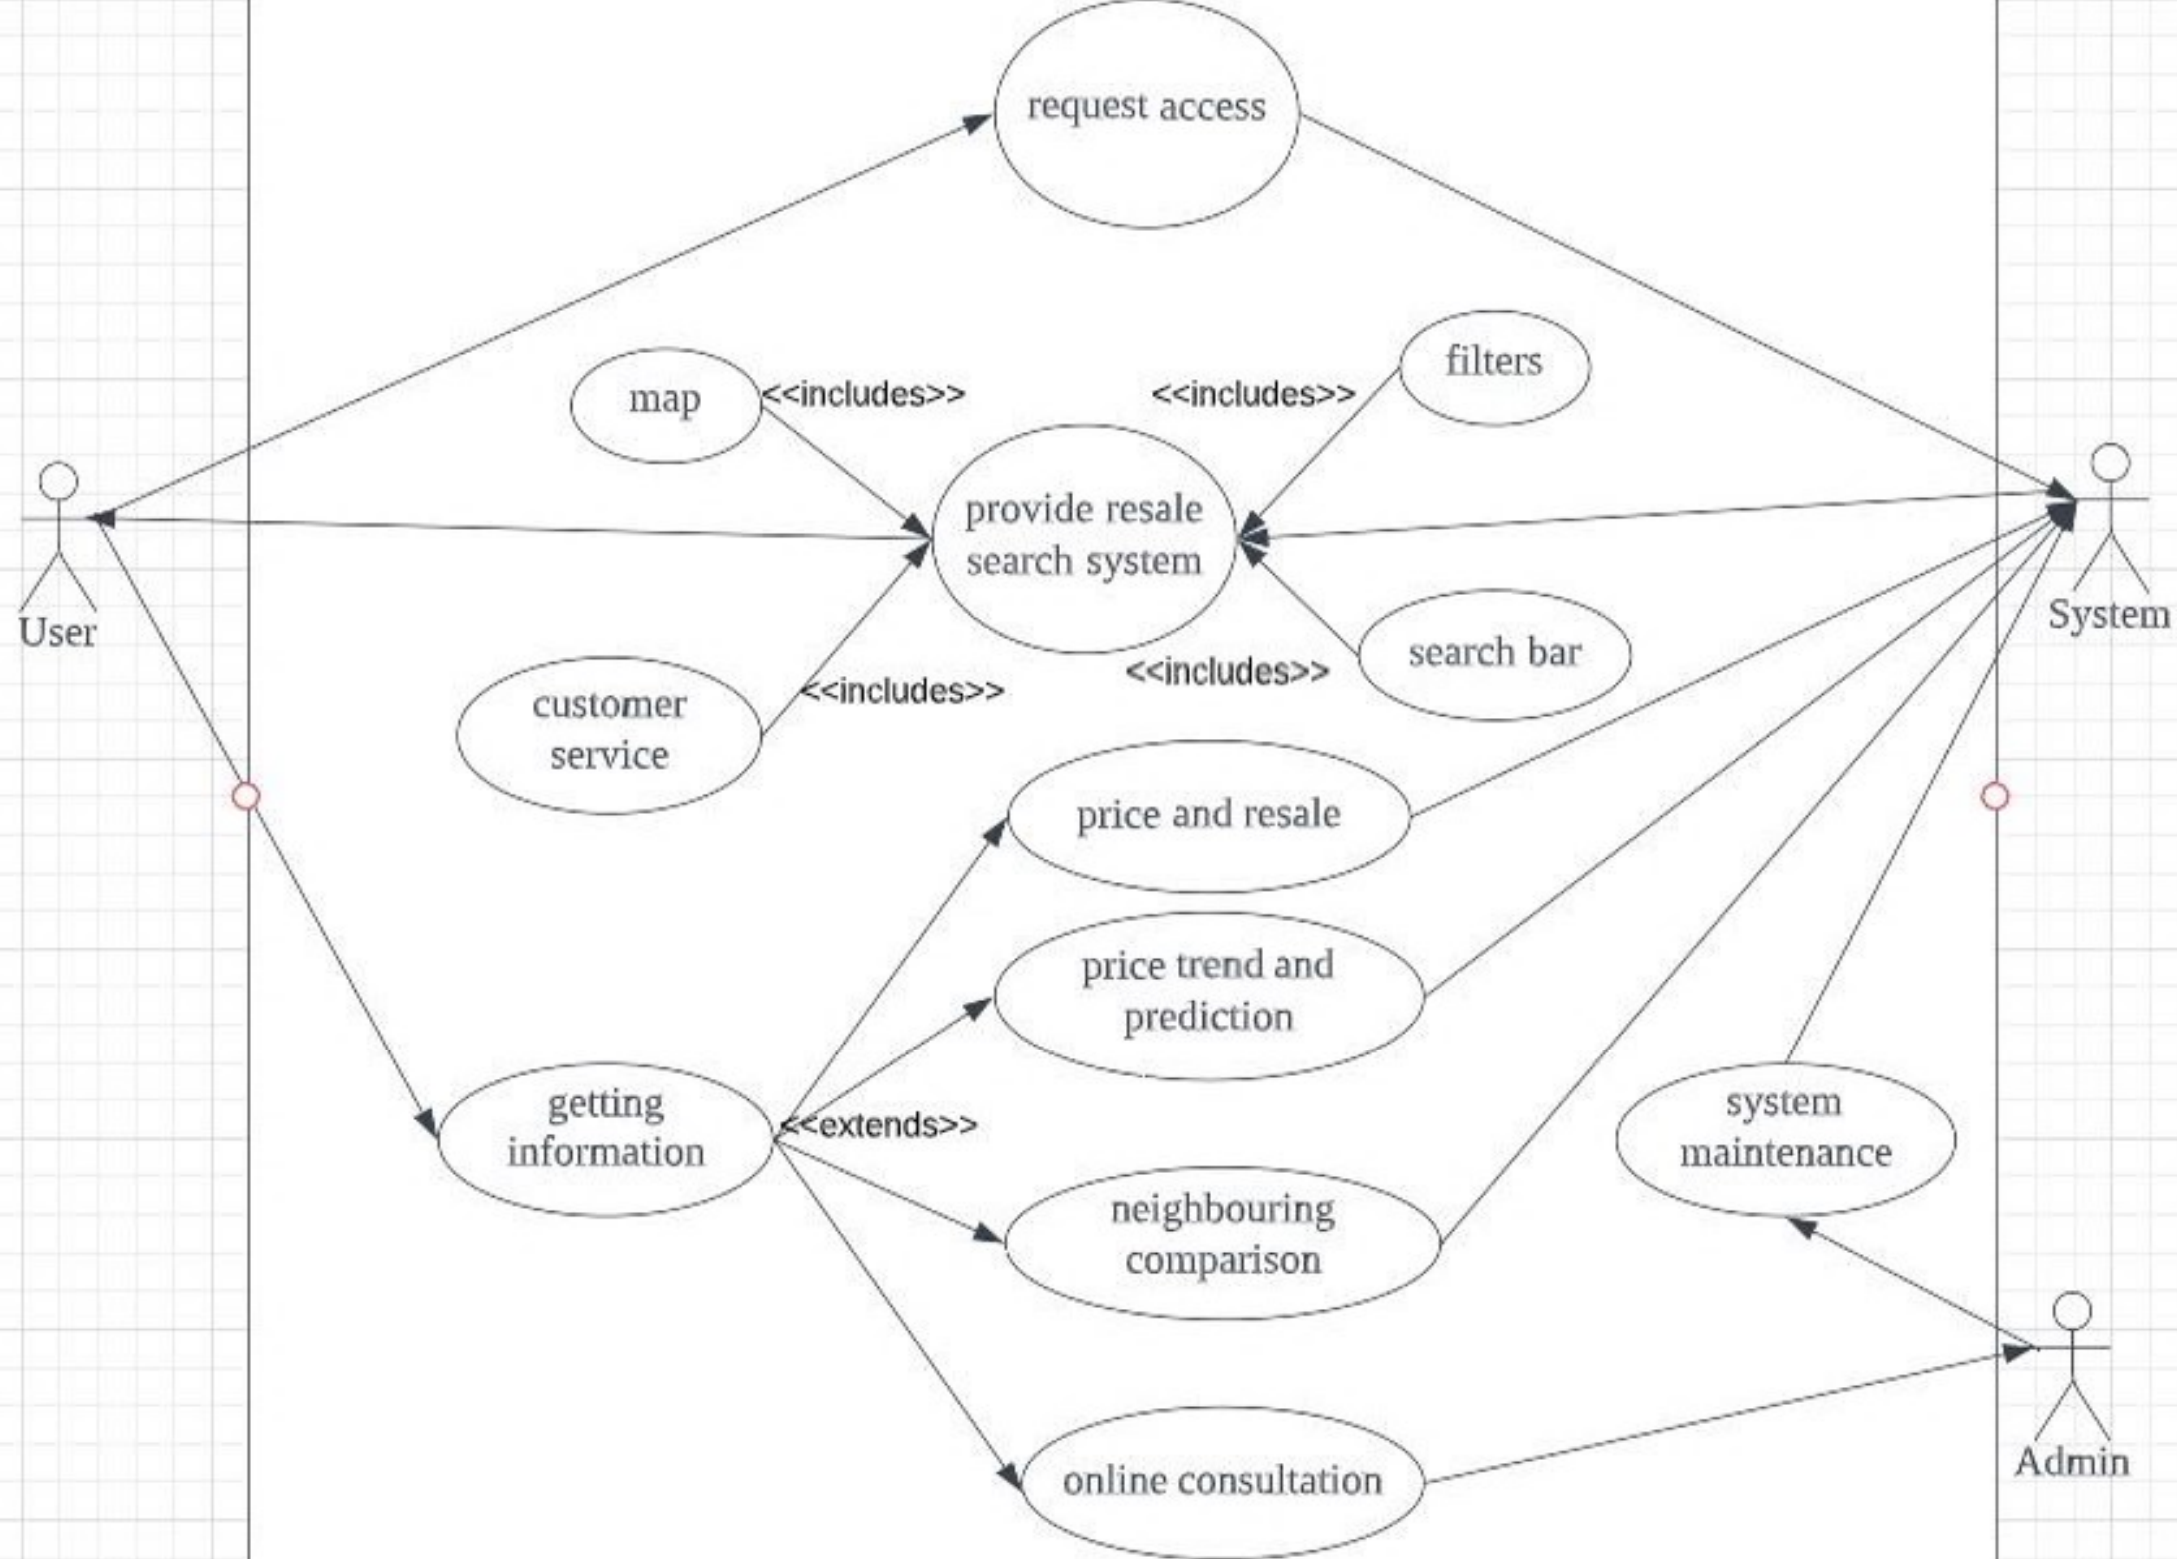 request access
filters
map
<<includes>>
<<includes>>
provide resale
search system
User
System
search bar
<<includes>>
<<includes>>
customer
service
price and resale
price trend and
prediction
getting
information
<<extends>>
system
maintenance
neighbouring
comparison
online consultation
Admin